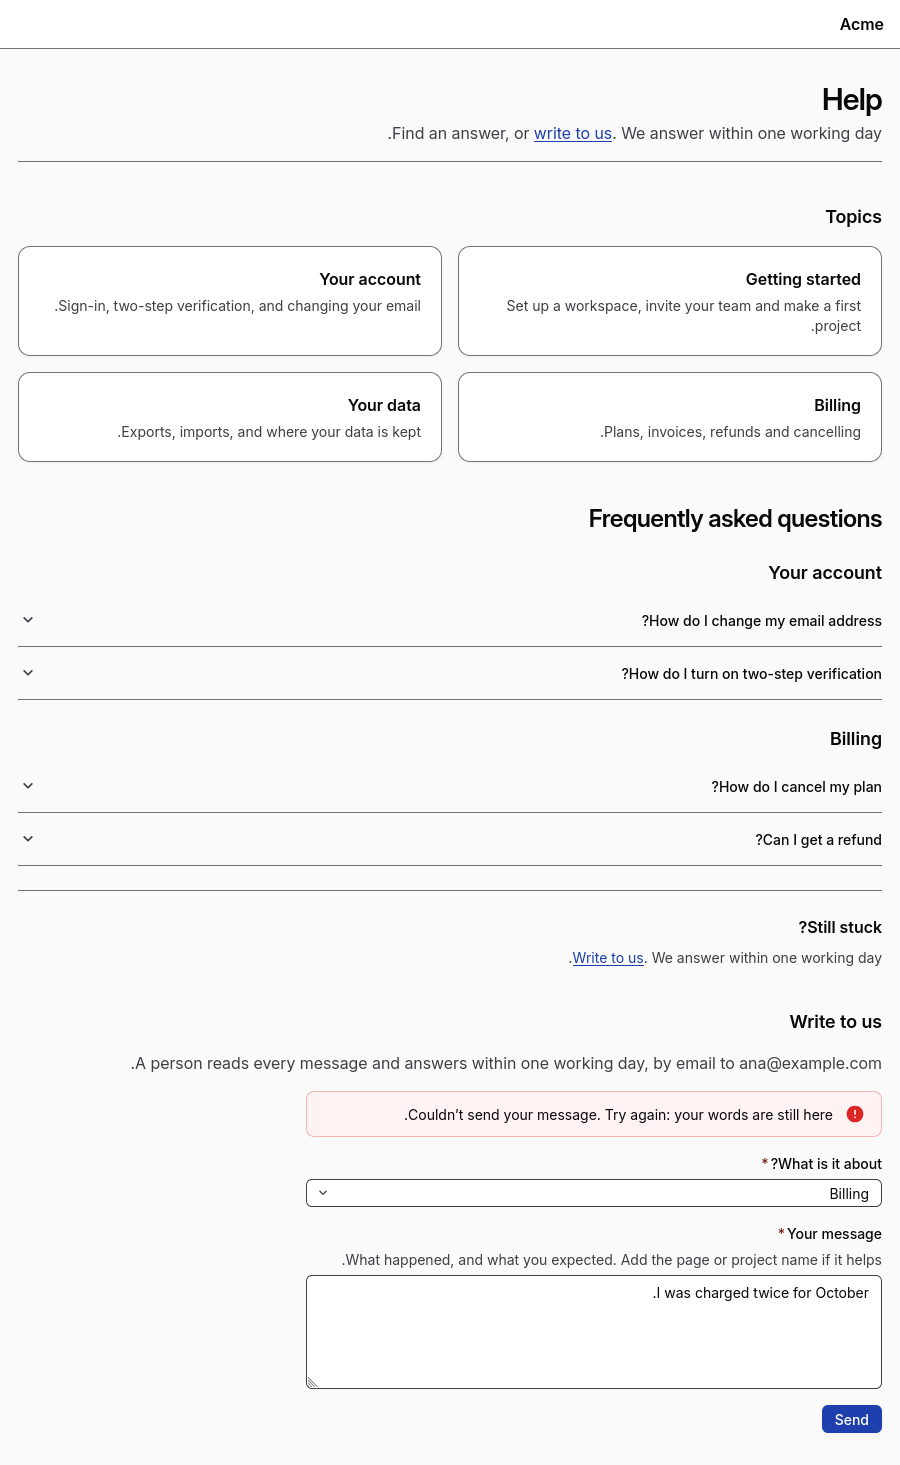 Acme
Help
.Find an answer, or write to us. We answer within one working day
Topics
Getting started
Set up a workspace, invite your team and make a first
.project
Your account
.Sign-in, two-step verification, and changing your email
Billing
.Plans, invoices, refunds and cancelling
Your data
.Exports, imports, and where your data is kept
Frequently asked questions
Your account
?How do I change my email address
?How do I turn on two-step verification
Billing
?How do I cancel my plan
?Can I get a refund
?Still stuck
.Write to us. We answer within one working day
Write to us
.A person reads every message and answers within one working day, by email to ana@example.com
.Couldn’t send your message. Try again: your words are still here
* ?What is it about
Billing
* Your message
.What happened, and what you expected. Add the page or project name if it helps
.I was charged twice for October
Send